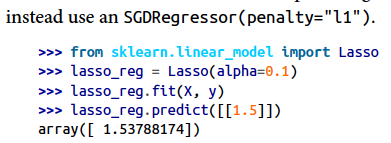 instead use an SGDRegressor(penalty="l1").
>>> from sklearn.linear_model import Lasso
>>> lasso_reg = Lasso(alpha=0.1)
>>> lasso_reg.fit(X, y)
>>> lasso_reg.predict([[1.5]])
array([ 1.53788174])